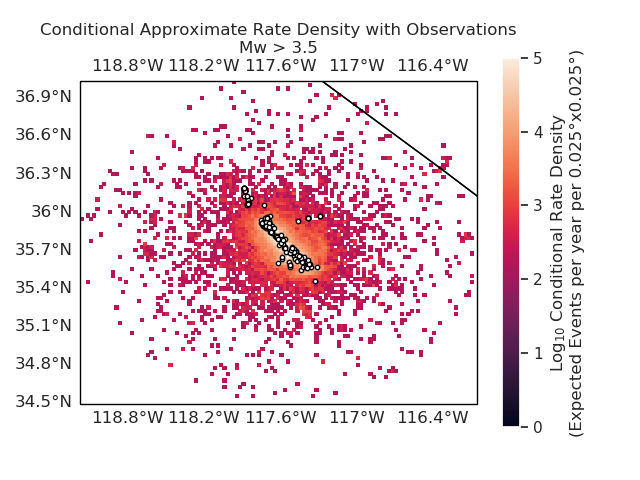 Conditional Approximate Rate Density with Observations
Mw > 3.5
118.8°W 118.2°W 117.6°W 117°W 116.4°W
36.9°N
36.6°N
36.3°N
36°N
35.7°N
35.4°N
35.1°N
34.8°N
34.5°N
118.8°W 118.2°W 117.6°W 117°W 116.4°W
5
4
3
2
1
0
Log₁₀ Conditional Rate Density
(Expected Events per year per 0.025°x0.025°)